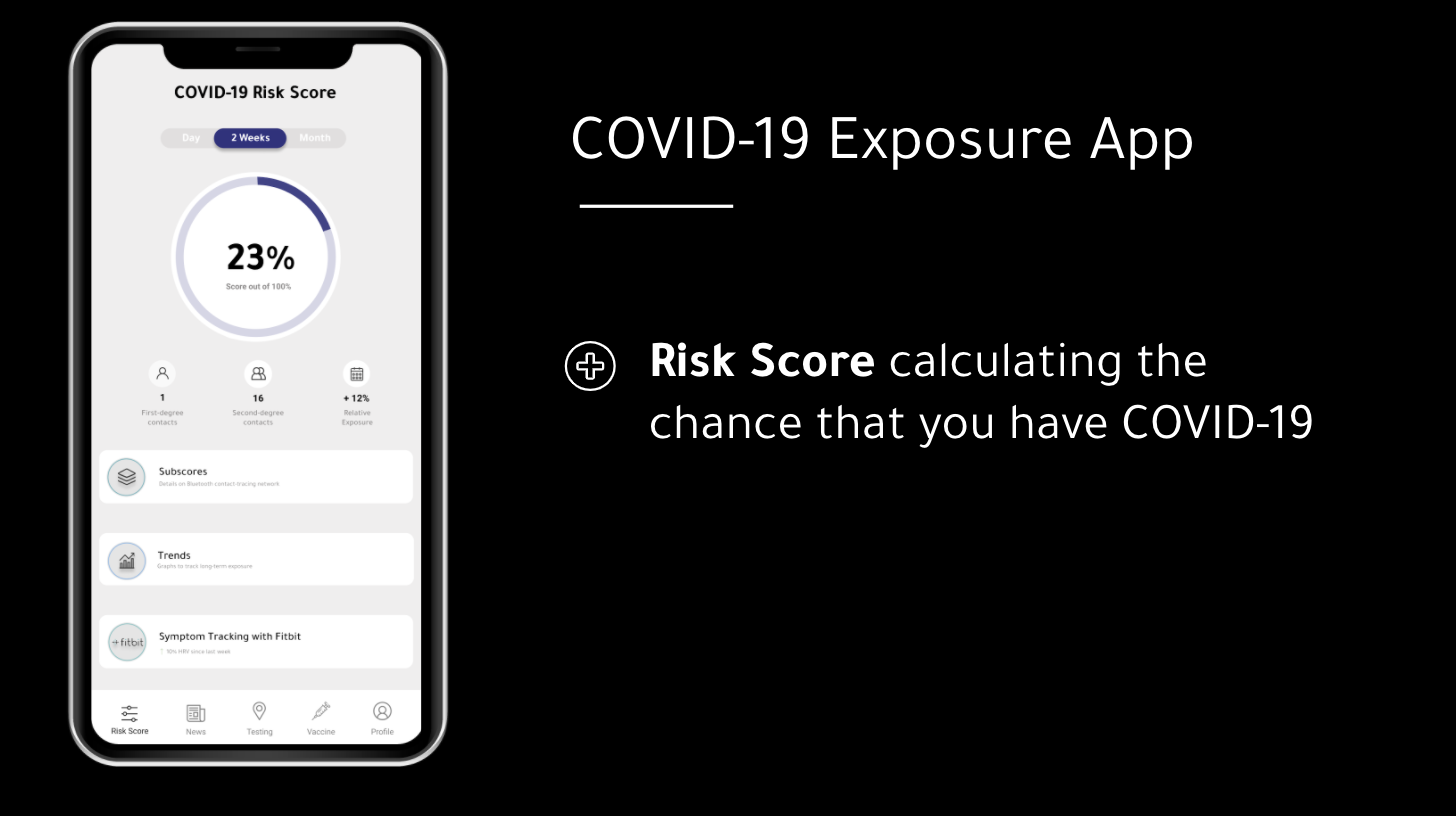 COVID-19 Risk Score
Day 2 Weeks Month
23%
Score out of 100%
1 16 + 12%
First-degree Second-degree Relative
contacts contacts Exposure
Subscores
Details on Bluetooth contact tracing network
Trends
Graphs to track long-term exposure
fitbit
Symptom Tracking with Fitbit
↑ 10% HRV since last week
Risk Score News Testing Vaccine Profile
COVID-19 Exposure App
Risk Score calculating the
chance that you have COVID-19